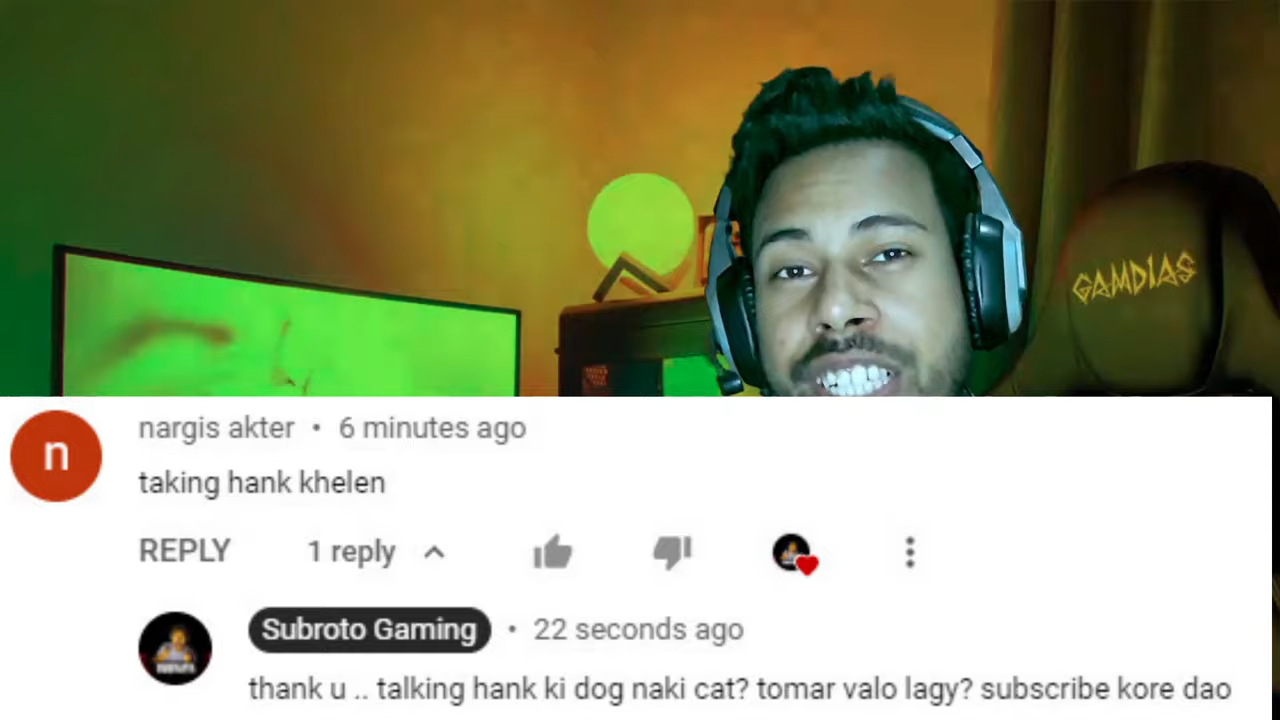 GAMDIAS
n
nargis akter • 6 minutes ago
taking hank khelen
REPLY 1 reply
Subroto Gaming • 22 seconds ago
thank u .. talking hank ki dog naki cat? tomar valo lagy? subscribe kore dao